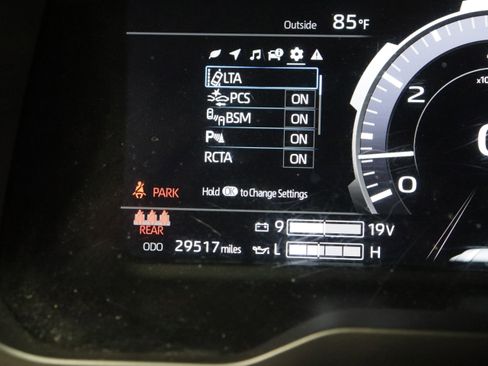 Outside 85°F
LTA
PCS ON
BSM ON
P ON
RCTA ON
PARK
Hold OK to Change Settings
REAR
9 19V
ODO 29517 miles
L H
2
x10
0